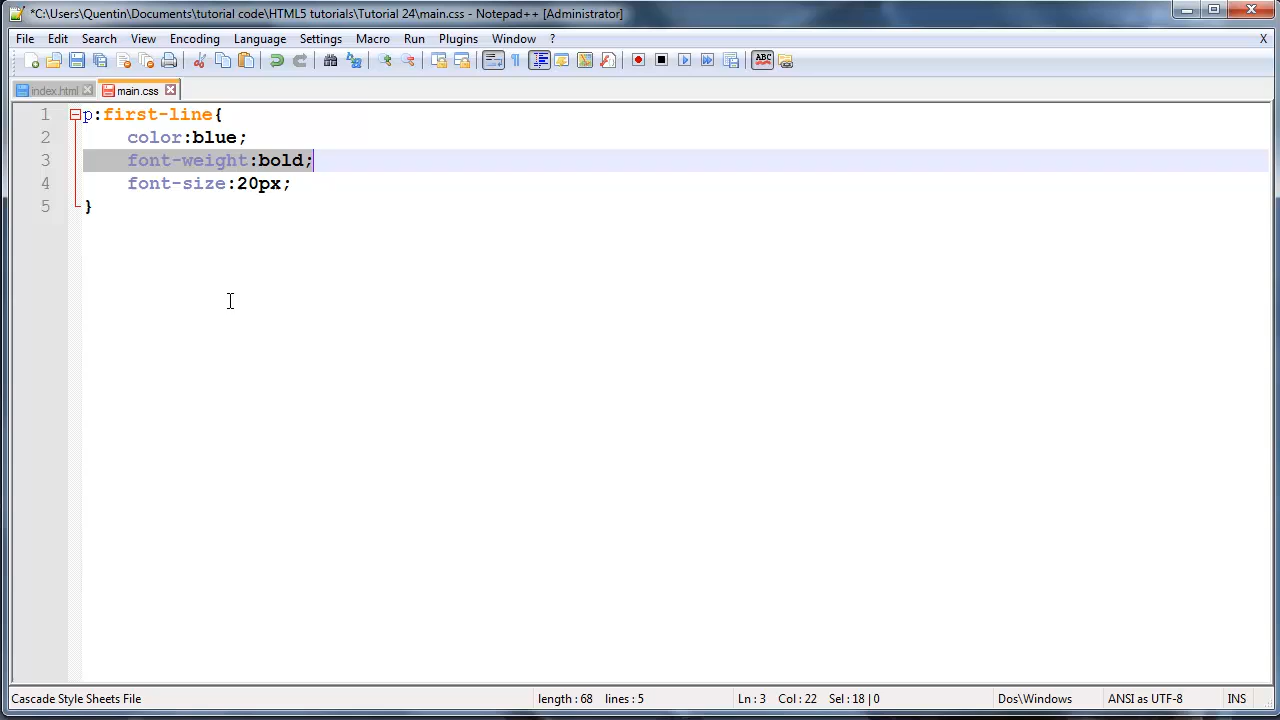 *C:\Users\Quentin\Documents\tutorial code\HTML5 tutorials\Tutorial 24\main.css - Notepad++ [Administrator]
File Edit Search View Encoding Language Settings Macro Run Plugins Window ? X
index.html main.css
1 p:first-line{
2 color:blue;
3 font-weight:bold;
4 font-size:20px;
5 }
Cascade Style Sheets File length : 68 lines : 5 Ln : 3 Col : 22 Sel : 18 | 0 Dos\Windows ANSI as UTF-8 INS